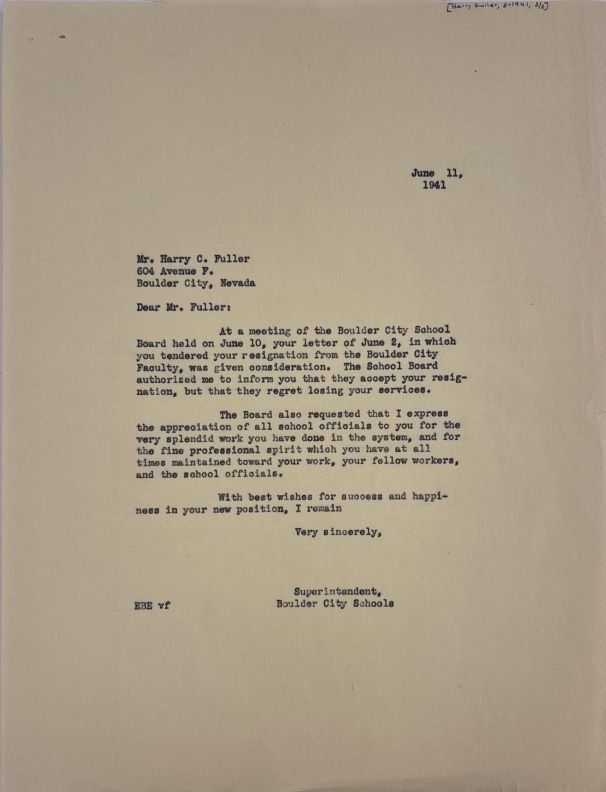 [Harry Fuller, 6-1941, 2/2]
June 11,
1941
Mr. Harry C. Fuller
604 Avenue F.
Boulder City, Nevada
Dear Mr. Fuller:
At a meeting of the Boulder City School
Board held on June 10, your letter of June 2, in which
you tendered your resignation from the Boulder City
Faculty, was given consideration. The School Board
authorized me to inform you that they accept your resig-
nation, but that they regret losing your services.
The Board also requested that I express
the appreciation of all school officials to you for the
very splendid work you have done in the system, and for
the fine professional spirit which you have at all
times maintained toward your work, your fellow workers,
and the school officials.
With best wishes for success and happi-
ness in your new position, I remain
Very sincerely,
Superintendent,
EBE vf Boulder City Schools